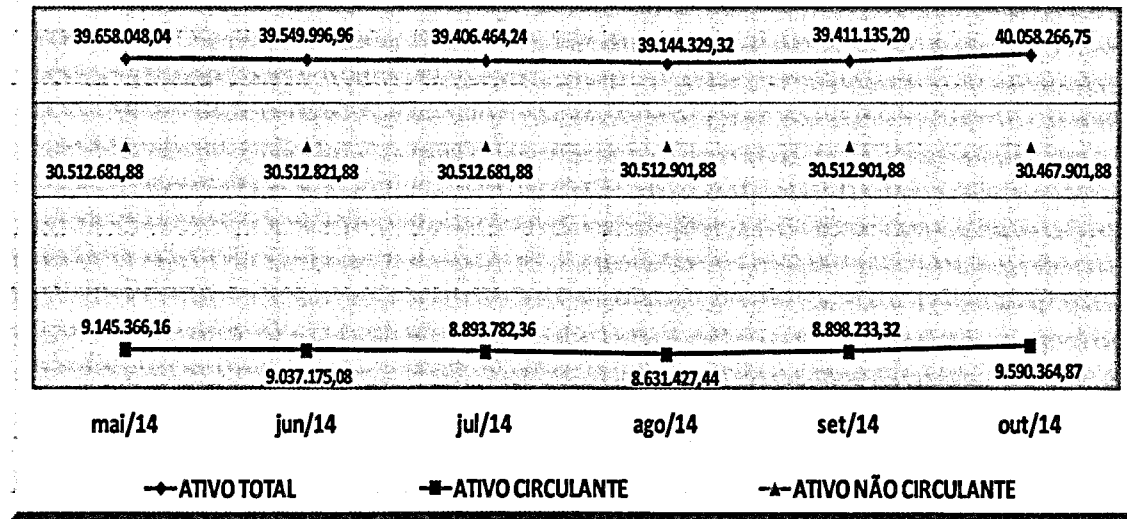 39.658.048,04 39.549.996,96 39.406.464,24 39.144.329,32 39.411.135,20 40.058.266,75
30.512.681,88 30.512.821,88 30.512.681,88 30.512.901,88 30.512.901,88 30.467.901,88
9.145.366,16 8.893.782,36 8.898.233,32
9.037.175,08 8.631.427,44 9.590.364,87
mai/14 jun/14 jul/14 ago/14 set/14 out/14
ATIVO TOTAL ATIVO CIRCULANTE ATIVO NÃO CIRCULANTE